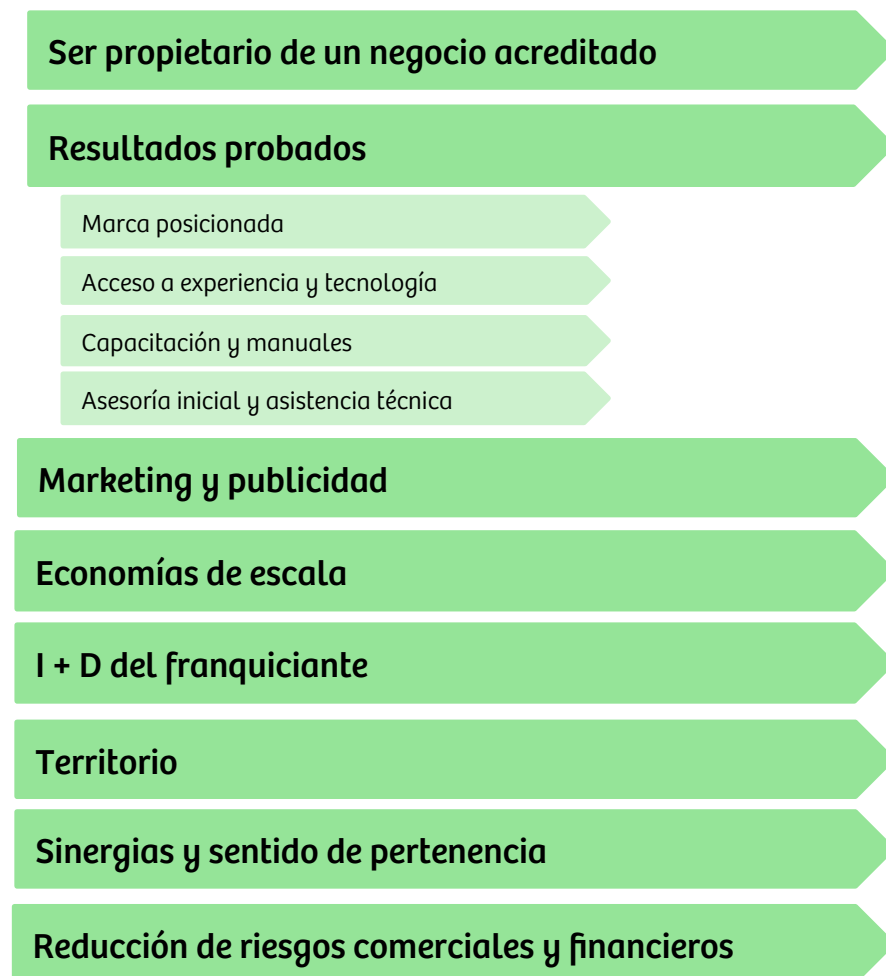 Ser propietario de un negocio acreditado
Resultados probados
Marca posicionada
Acceso a experiencia y tecnología
Capacitación y manuales
Asesoría inicial y asistencia técnica
Marketing y publicidad
Economías de escala
I + D del franquiciante
Territorio
Sinergias y sentido de pertenencia
Reducción de riesgos comerciales y financieros